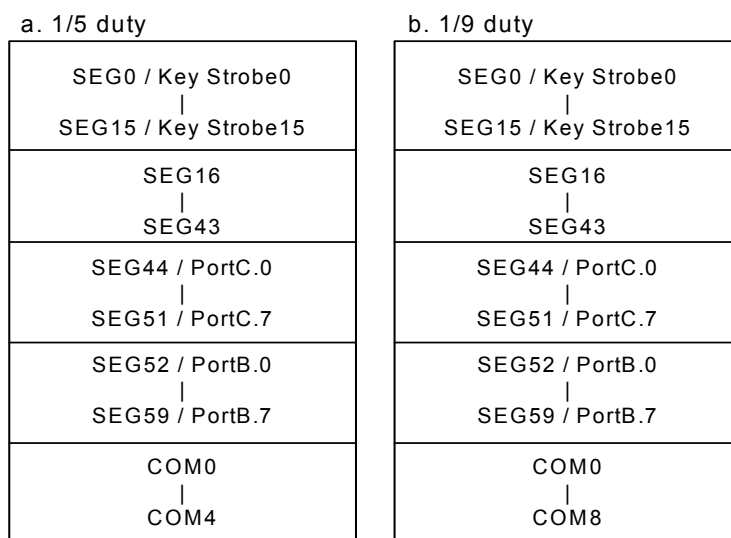 a. 1/5 duty
SEG0 / Key Strobe0
|
SEG15 / Key Strobe15
SEG16
|
SEG43
SEG44 / PortC.0
|
SEG51 / PortC.7
SEG52 / PortB.0
|
SEG59 / PortB.7
COM0
|
COM4
b. 1/9 duty
SEG0 / Key Strobe0
|
SEG15 / Key Strobe15
SEG16
|
SEG43
SEG44 / PortC.0
|
SEG51 / PortC.7
SEG52 / PortB.0
|
SEG59 / PortB.7
COM0
|
COM8